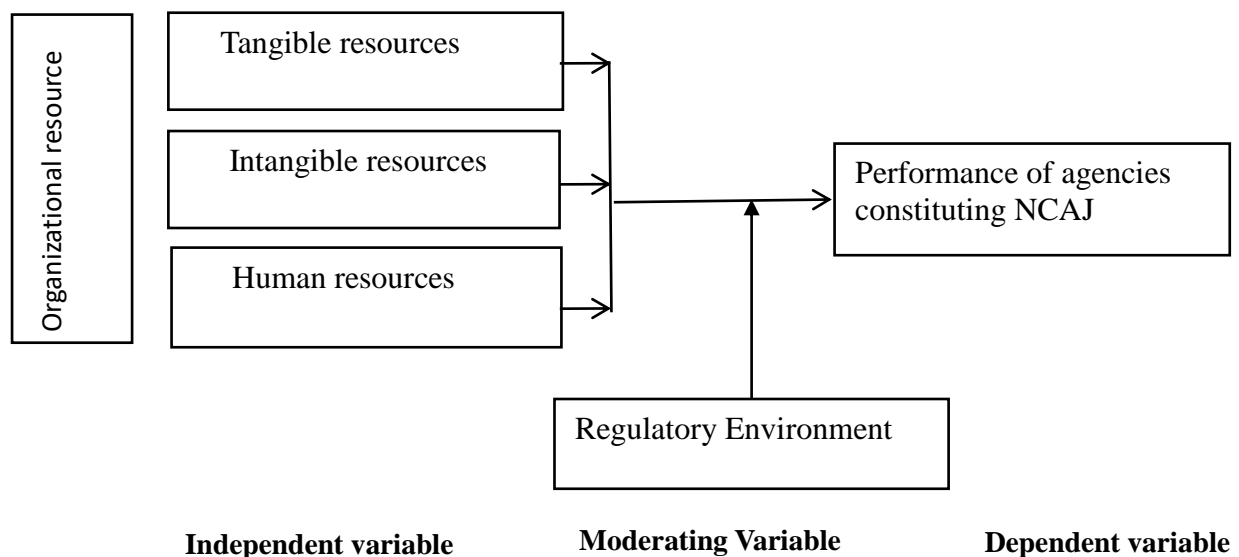 Organizational resource
Tangible resources
Intangible resources
Human resources
Performance of agencies
constituting NCAJ
Regulatory Environment
Independent variable
Moderating Variable
Dependent variable